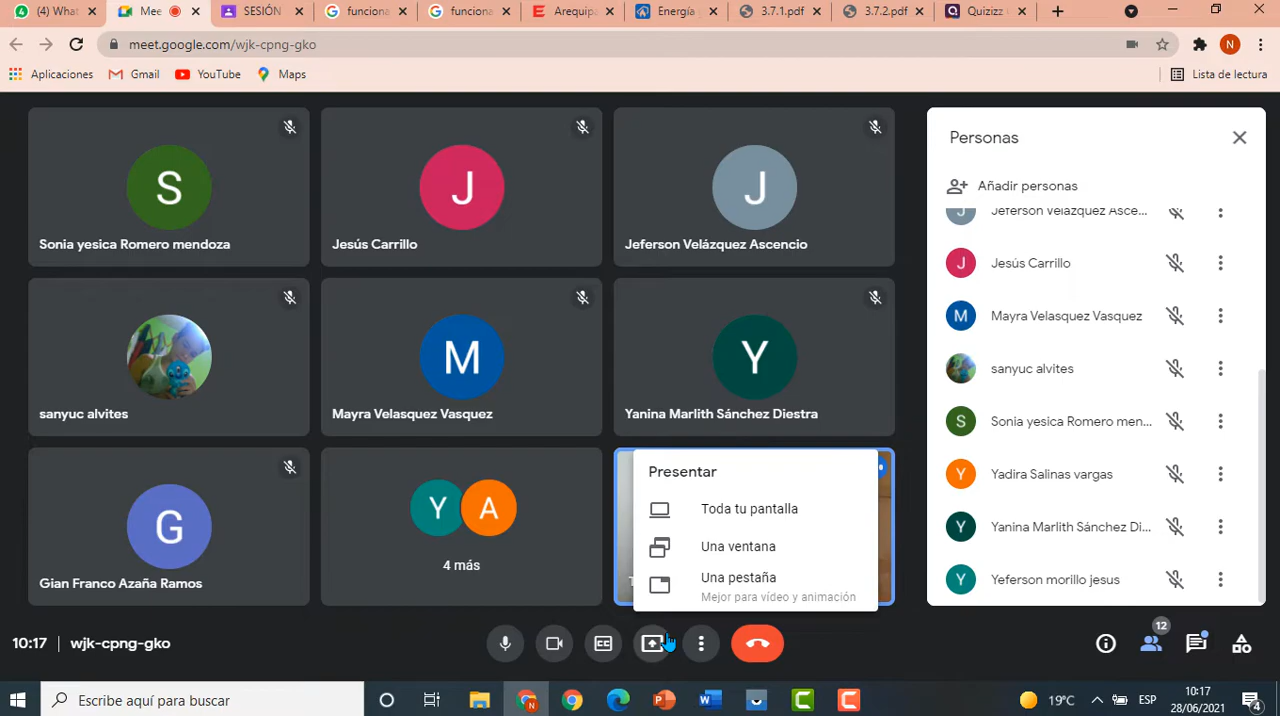 (4) What
Mee
SESIÓN
funciona
funciona
Arequipa
Energía
3.7.1.pdf
3.7.2.pdf
Quizizz
meet.google.com/wjk-cpng-gko
N
Aplicaciones
Gmail
YouTube
Maps
Lista de lectura
S
Sonia yesica Romero mendoza
J
Jesús Carrillo
J
Jeferson Velázquez Ascencio
sanyuc alvites
M
Mayra Velasquez Vasquez
Y
Yanina Marlith Sánchez Diestra
G
Gian Franco Azaña Ramos
Y A
4 más
Presentar
Toda tu pantalla
Una ventana
Una pestaña
Mejor para vídeo y animación
Personas
Añadir personas
J Jeferson Velázquez Asce...
J Jesús Carrillo
M Mayra Velasquez Vasquez
sanyuc alvites
S Sonia yesica Romero men...
Y Yadira Salinas vargas
Y Yanina Marlith Sánchez Di...
Y Yeferson morillo jesus
10:17 | wjk-cpng-gko
12
Escribe aquí para buscar
19°C
ESP
10:17
28/06/2021
4